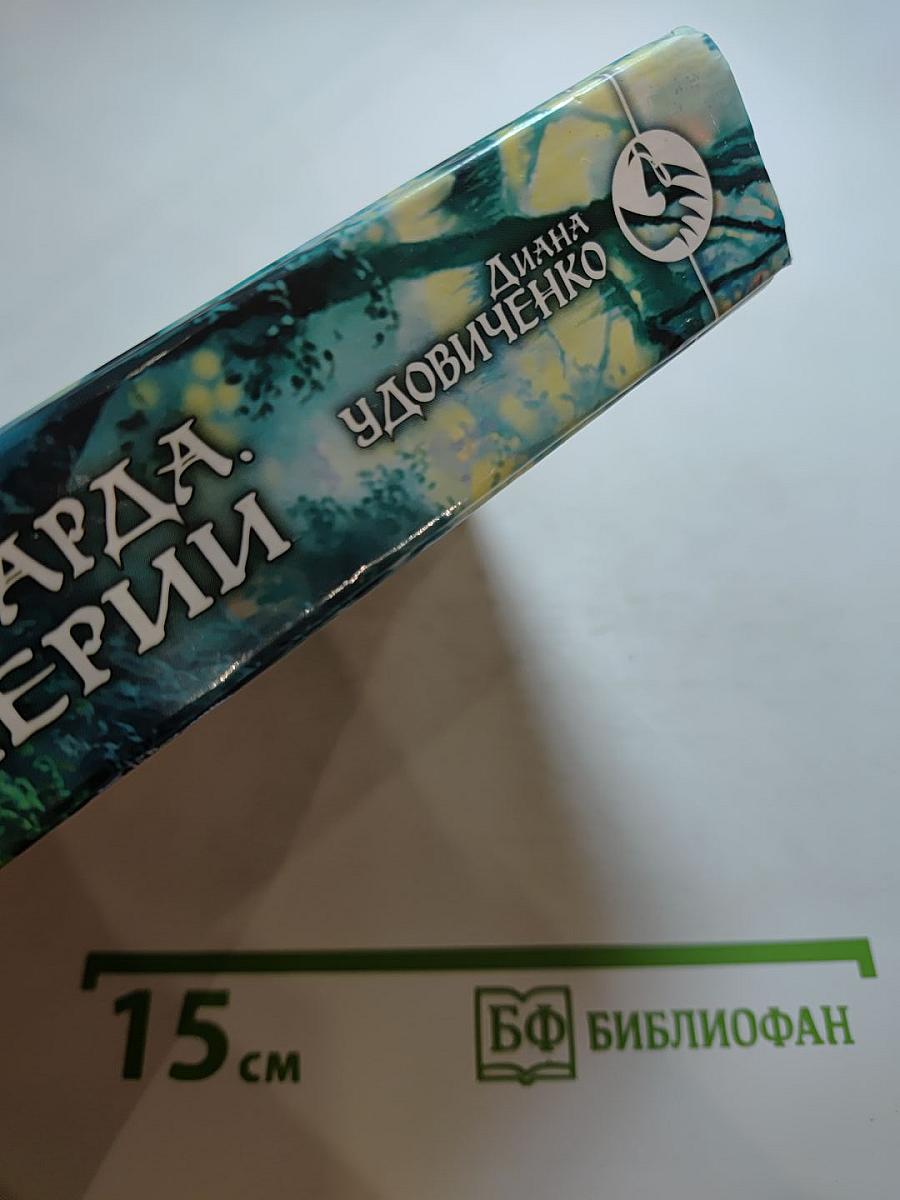 Диана
УДОВИЧЕНКО
АРДА.
ЕРИИ
15 см
БФ БИБЛИОФАН